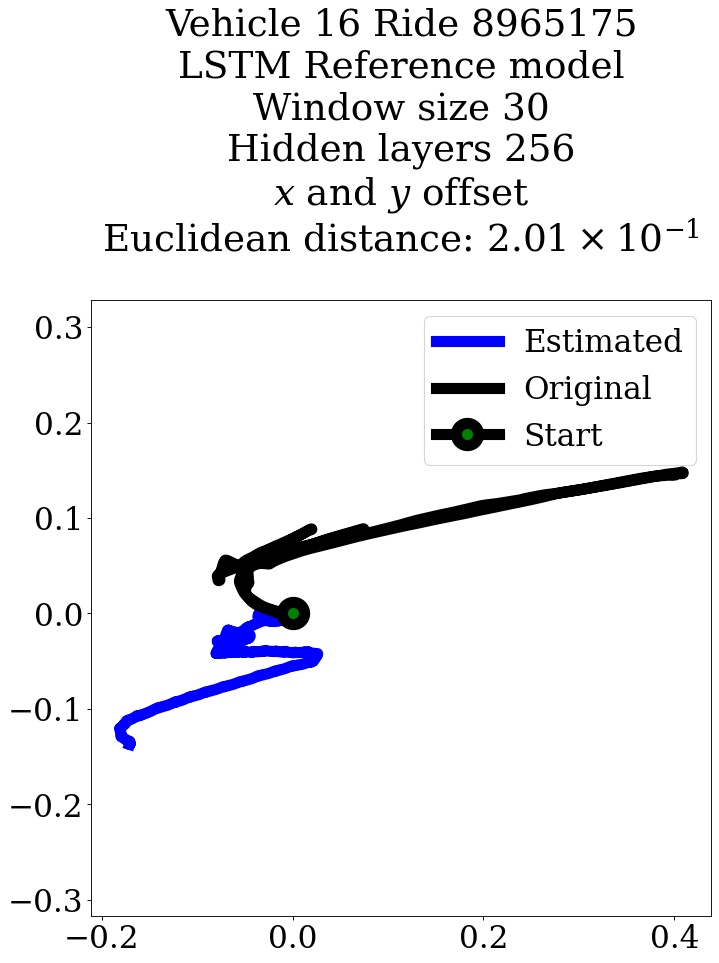 Vehicle 16 Ride 8965175
LSTM Reference model
Window size 30
Hidden layers 256
x and y offset
Euclidean distance: 2.01 × 10⁻¹
Estimated
Original
Start
0.3
0.2
0.1
0.0
−0.1
−0.2
−0.3
−0.2 0.0 0.2 0.4